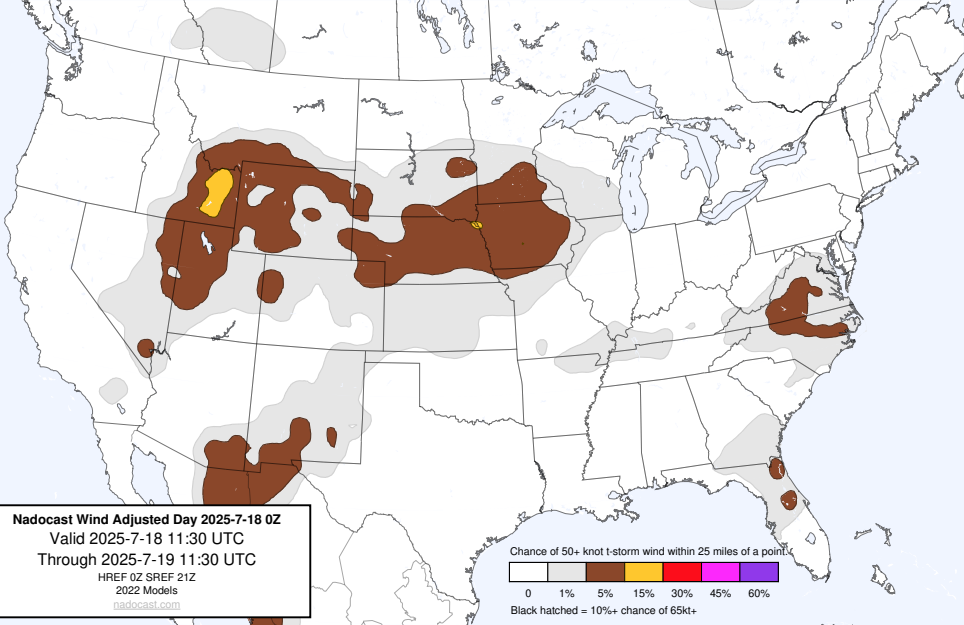 Nadocast Wind Adjusted Day 2025-7-18 0Z
Valid 2025-7-18 11:30 UTC
Through 2025-7-19 11:30 UTC
HREF 0Z SREF 21Z
2022 Models
nadocast.com
Chance of 50+ knot t-storm wind within 25 miles of a point.
0 1% 5% 15% 30% 45% 60%
Black hatched = 10%+ chance of 65kt+